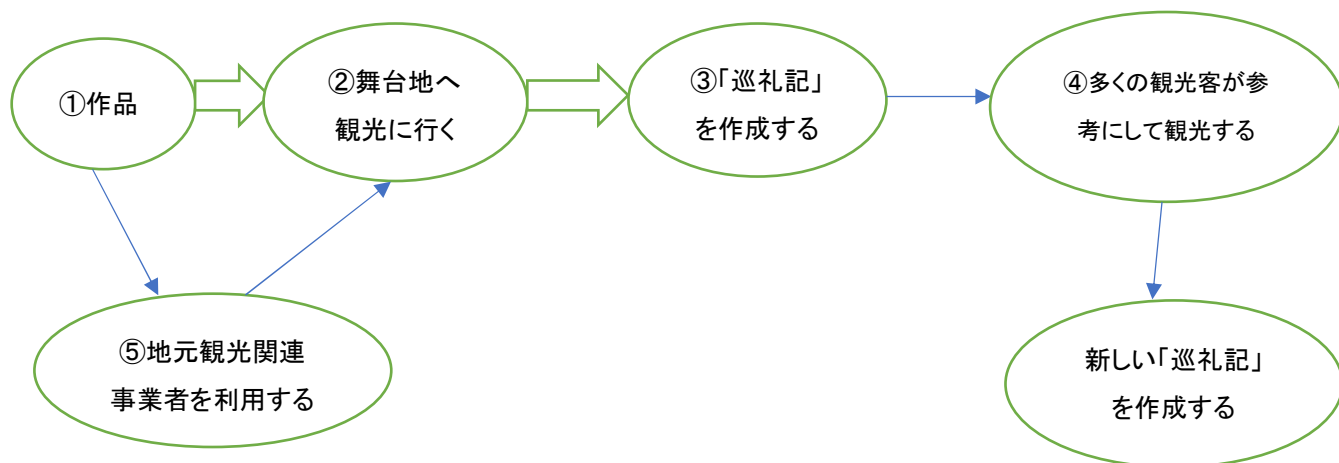 ①作品
②舞台地へ
観光に行く
③「巡礼記」
を作成する
④多くの観光客が参
考にして観光する
⑤地元観光関連
事業者を利用する
新しい「巡礼記」
を作成する